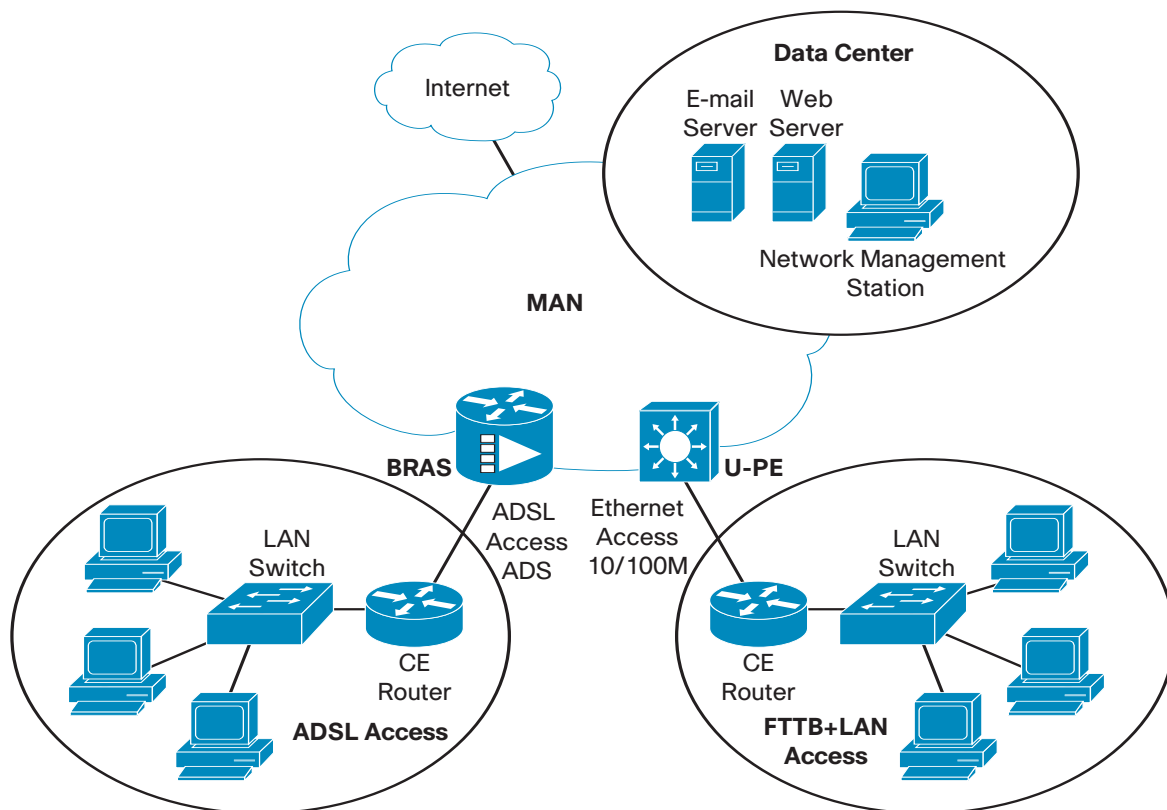 Data Center
Internet
E-mail
Server
Web
Server
Network Management
Station
MAN
BRAS
U-PE
ADSL
Access
ADS
Ethernet
Access
10/100M
LAN
Switch
CE
Router
ADSL Access
LAN
Switch
CE
Router
FTTB+LAN
Access